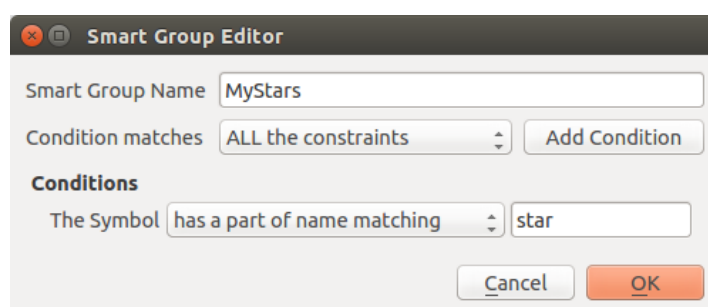 Smart Group Editor
Smart Group Name MyStars
Condition matches ALL the constraints Add Condition
Conditions
The Symbol has a part of name matching star
Cancel OK